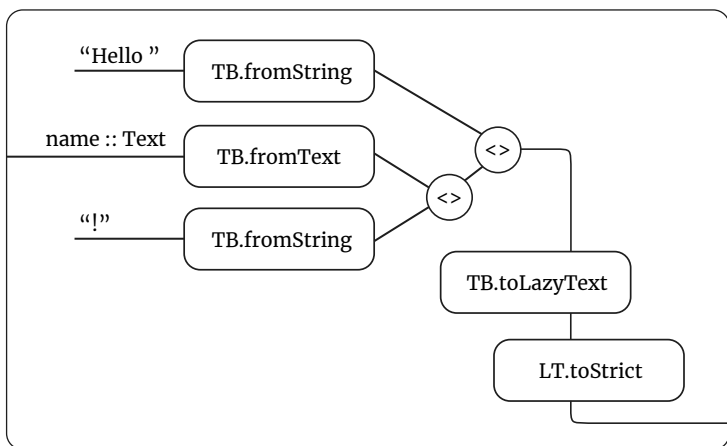 “Hello ”
TB.fromString
name :: Text
TB.fromText
“!”
TB.fromString
<>
<>
TB.toLazyText
LT.toStrict